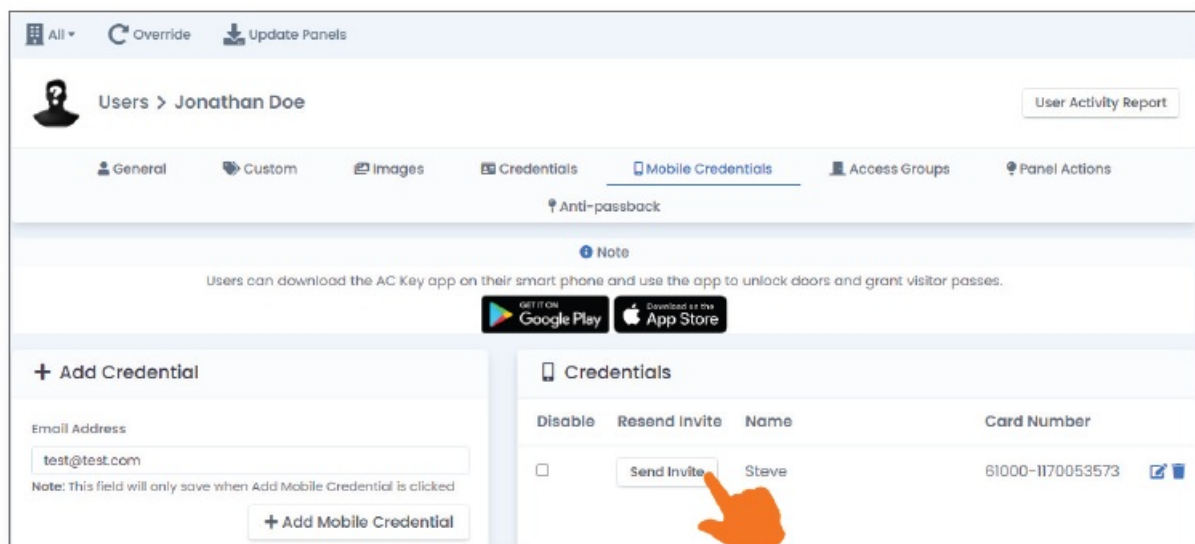 All Override Update Panels
Users > Jonathan Doe User Activity Report
General Custom Images Credentials Mobile Credentials Access Groups Panel Actions
Anti-passback
Note
Users can download the AC Key app on their smart phone and use the app to unlock doors and grant visitor passes.
GET IT ON Google Play Download on the App Store
+ Add Credential
Email Address
test@test.com
Note: This field will only save when Add Mobile Credential is clicked
+ Add Mobile Credential
Credentials
Disable Resend Invite Name Card Number
Send Invite Steve 61000-1170053573